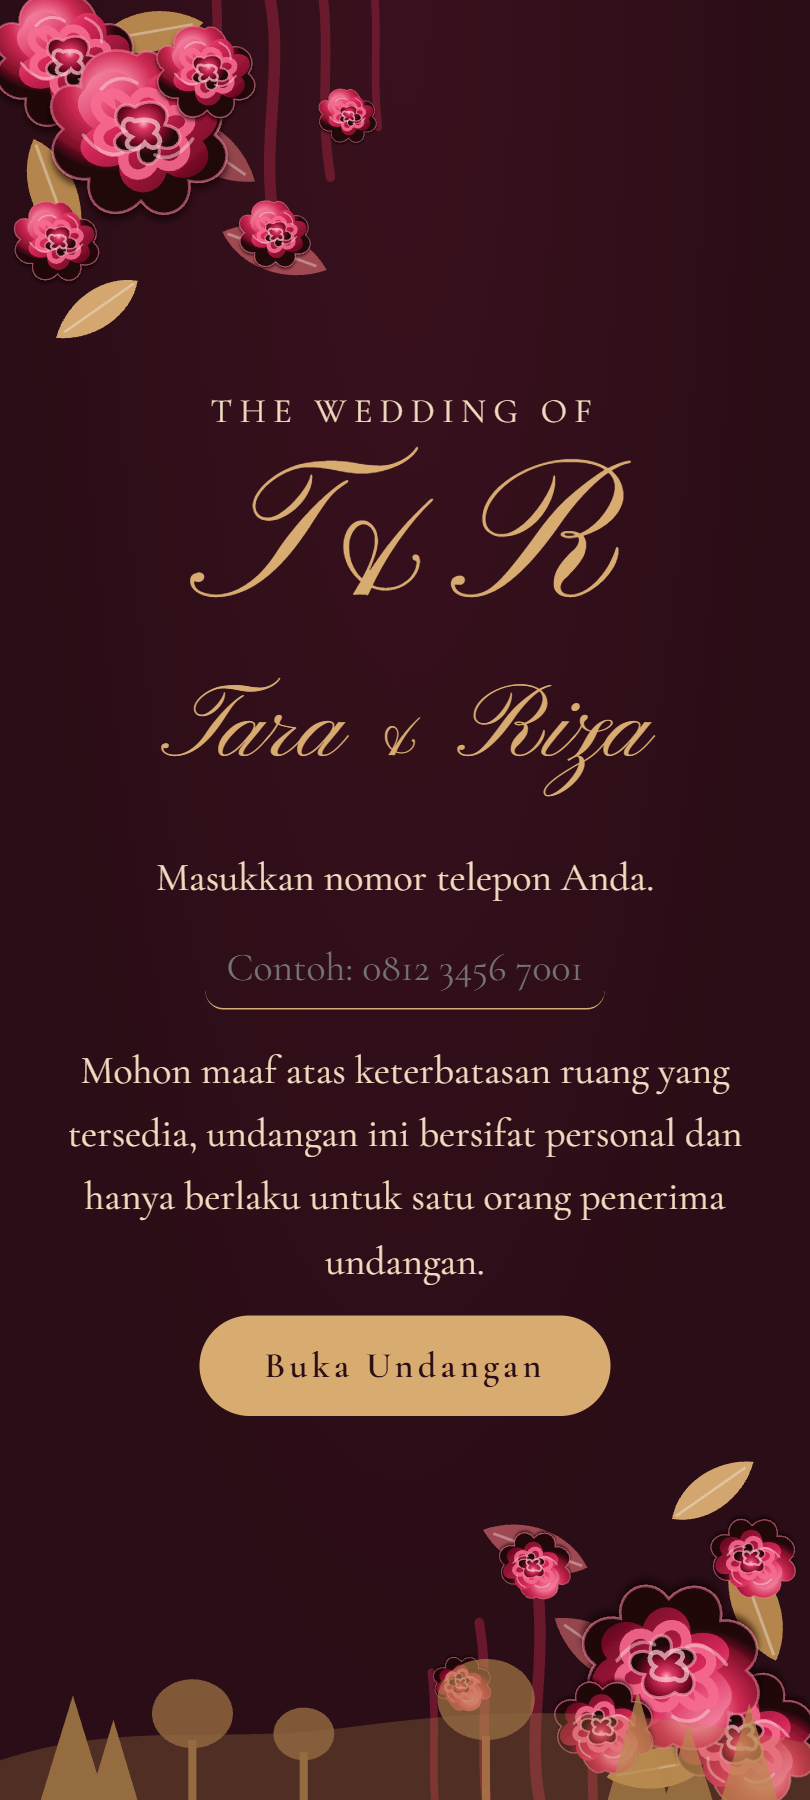 THE WEDDING OF
T & R
Tara & Riza
Masukkan nomor telepon Anda.
Contoh: 0812 3456 7001
Mohon maaf atas keterbatasan ruang yang
tersedia, undangan ini bersifat personal dan
hanya berlaku untuk satu orang penerima
undangan.
Buka Undangan